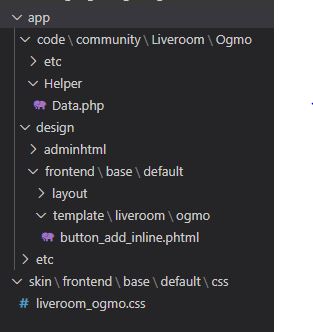 app
code \ community \ Liveroom \ Ogmo
etc
Helper
Data.php
design
adminhtml
frontend \ base \ default
layout
template \ liveroom \ ogmo
button_add_inline.phtml
etc
skin \ frontend \ base \ default \ css
# liveroom_ogmo.css